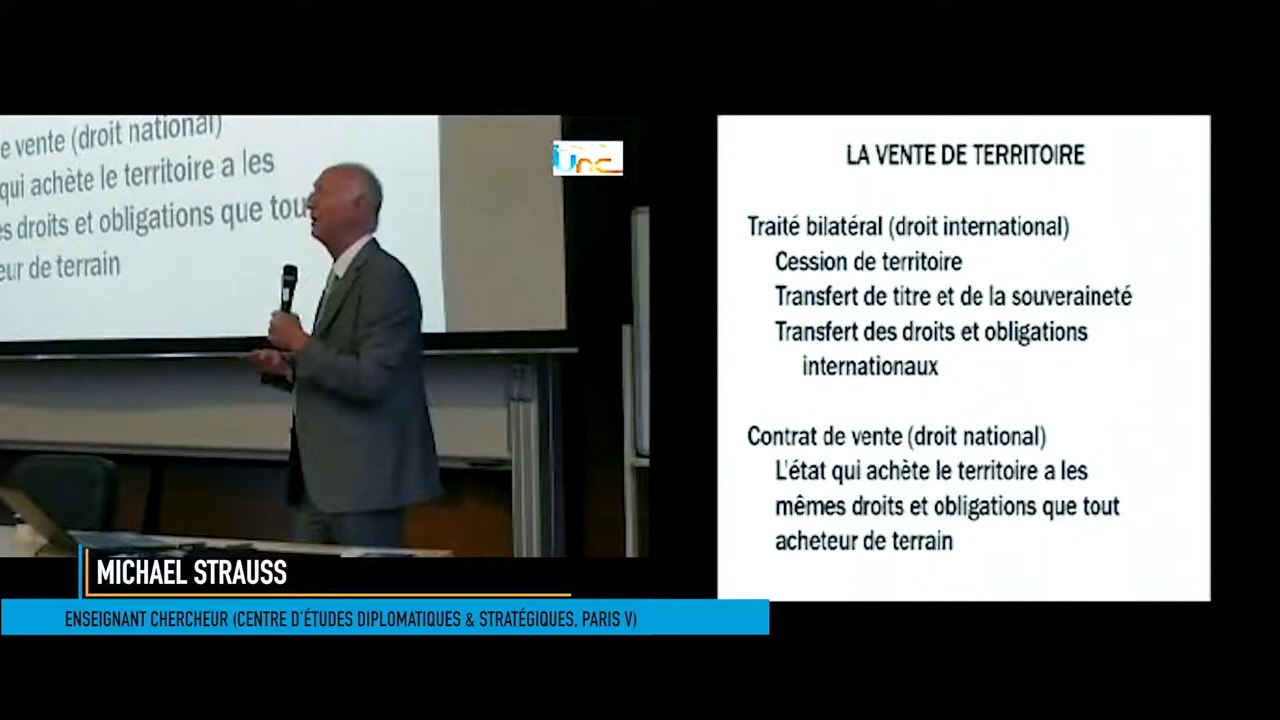 e vente (droit national)
qui achète le territoire a les
es droits et obligations que tou
eur de terrain
Unc
LA VENTE DE TERRITOIRE
Traité bilatéral (droit international)
Cession de territoire
Transfert de titre et de la souveraineté
Transfert des droits et obligations
internationaux
Contrat de vente (droit national)
L'état qui achète le territoire a les
mêmes droits et obligations que tout
acheteur de terrain
MICHAEL STRAUSS
ENSEIGNANT CHERCHEUR (CENTRE D'ÉTUDES DIPLOMATIQUES & STRATÉGIQUES, PARIS V)